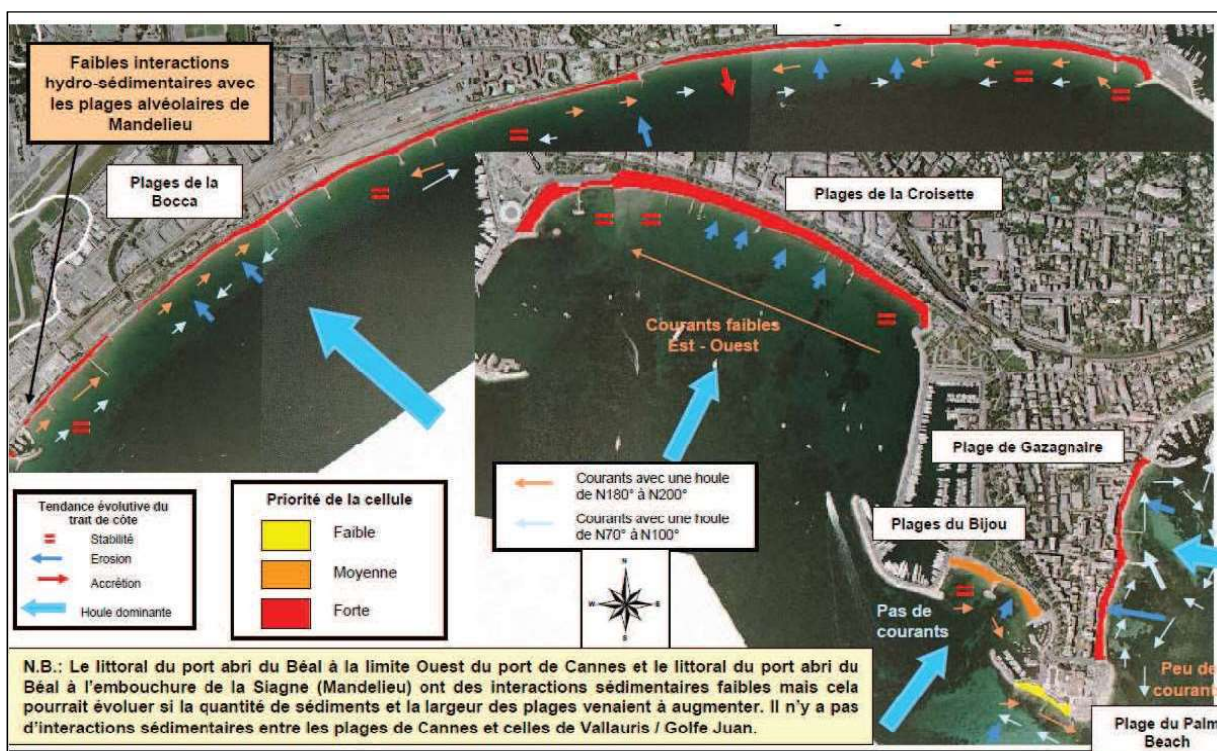 Faibles interactions
hydro-sédimentaires avec
les plages alvéolaires de
Mandelieu
Plages de la
Bocca
Plages de la Croisette
Courants faibles
Est - Ouest
Plage de Gazagnaire
Plages du Bijou
Courants avec une houle
de N180° à N200°
Courants avec une houle
de N70° à N100°
Tendance évolutive du
trait de côte
Stabilité
Erosion
Accrétion
Houle dominante
Priorité de la cellule
Faible
Moyenne
Forte
N
W E
S
Pas de
courants
Peu de
courant
Plage du Palm
Beach
N.B.: Le littoral du port abri du Béal à la limite Ouest du port de Cannes et le littoral du port abri du
Béal à l'embouchure de la Siagne (Mandelieu) ont des interactions sédimentaires faibles mais cela
pourrait évoluer si la quantité de sédiments et la largeur des plages venaient à augmenter. Il n'y a pas
d'interactions sédimentaires entre les plages de Cannes et celles de Vallauris / Golfe Juan.